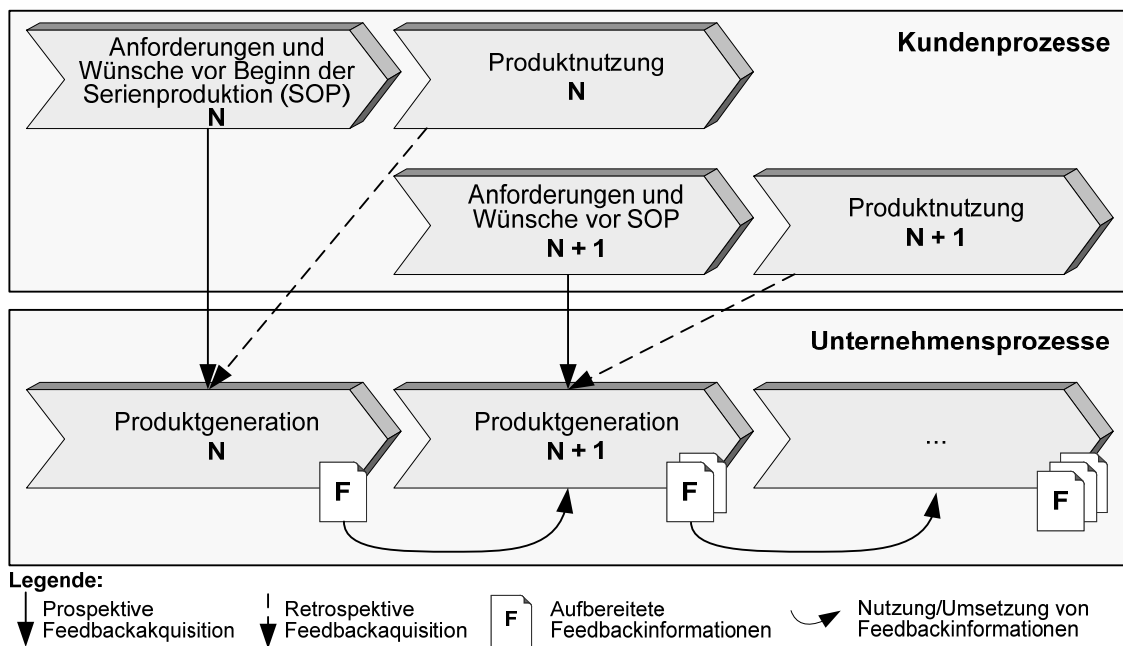 Kundenprozesse
Anforderungen und
Wünsche vor Beginn der
Serienproduktion (SOP)
N
Produktnutzung
N
Anforderungen und
Wünsche vor SOP
N + 1
Produktnutzung
N + 1
Unternehmensprozesse
Produktgeneration
N
F
Produktgeneration
N + 1
F
...
F
Legende:
Prospektive
Feedbackakquisition
Retrospektive
Feedbackaquisition
F
Aufbereitete
Feedbackinformationen
Nutzung/Umsetzung von
Feedbackinformationen